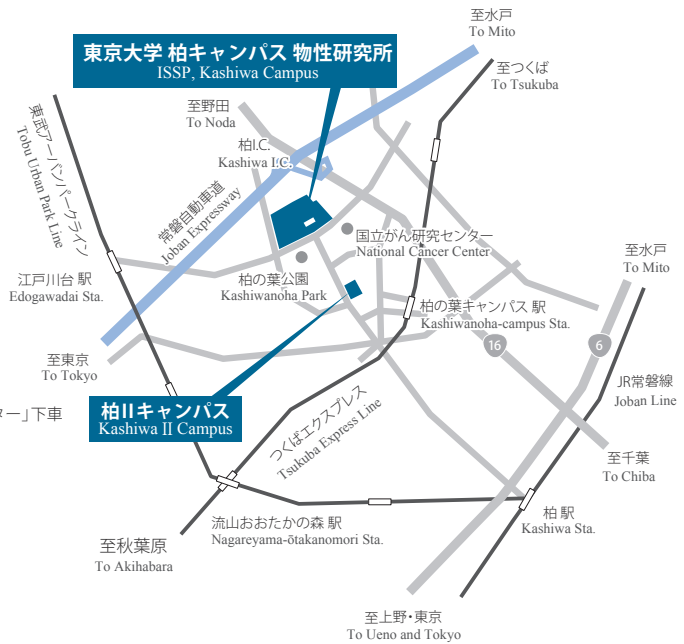 至水戸
To Mito
東京大学 柏キャンパス 物性研究所
ISSP, Kashiwa Campus
至つくば
To Tsukuba
至野田
To Noda
柏I.C.
Kashiwa I.C.
東武アーバンパークライン
Tobu Urban Park Line
常磐自動車道
Joban Expressway
国立がん研究センター
National Cancer Center
至水戸
To Mito
江戸川台 駅
Edogawadai Sta.
柏の葉公園
Kashiwanoha Park
柏の葉キャンパス 駅
Kashiwanoha-campus Sta.
16
6
至東京
To Tokyo
JR常磐線
Joban Line
ター」下車
柏IIキャンパス
Kashiwa II Campus
つくばエクスプレス
Tsukuba Express Line
至千葉
To Chiba
流山おおたかの森 駅
Nagareyama-ōtakanomori Sta.
柏 駅
Kashiwa Sta.
至秋葉原
To Akihabara
至上野・東京
To Ueno and Tokyo